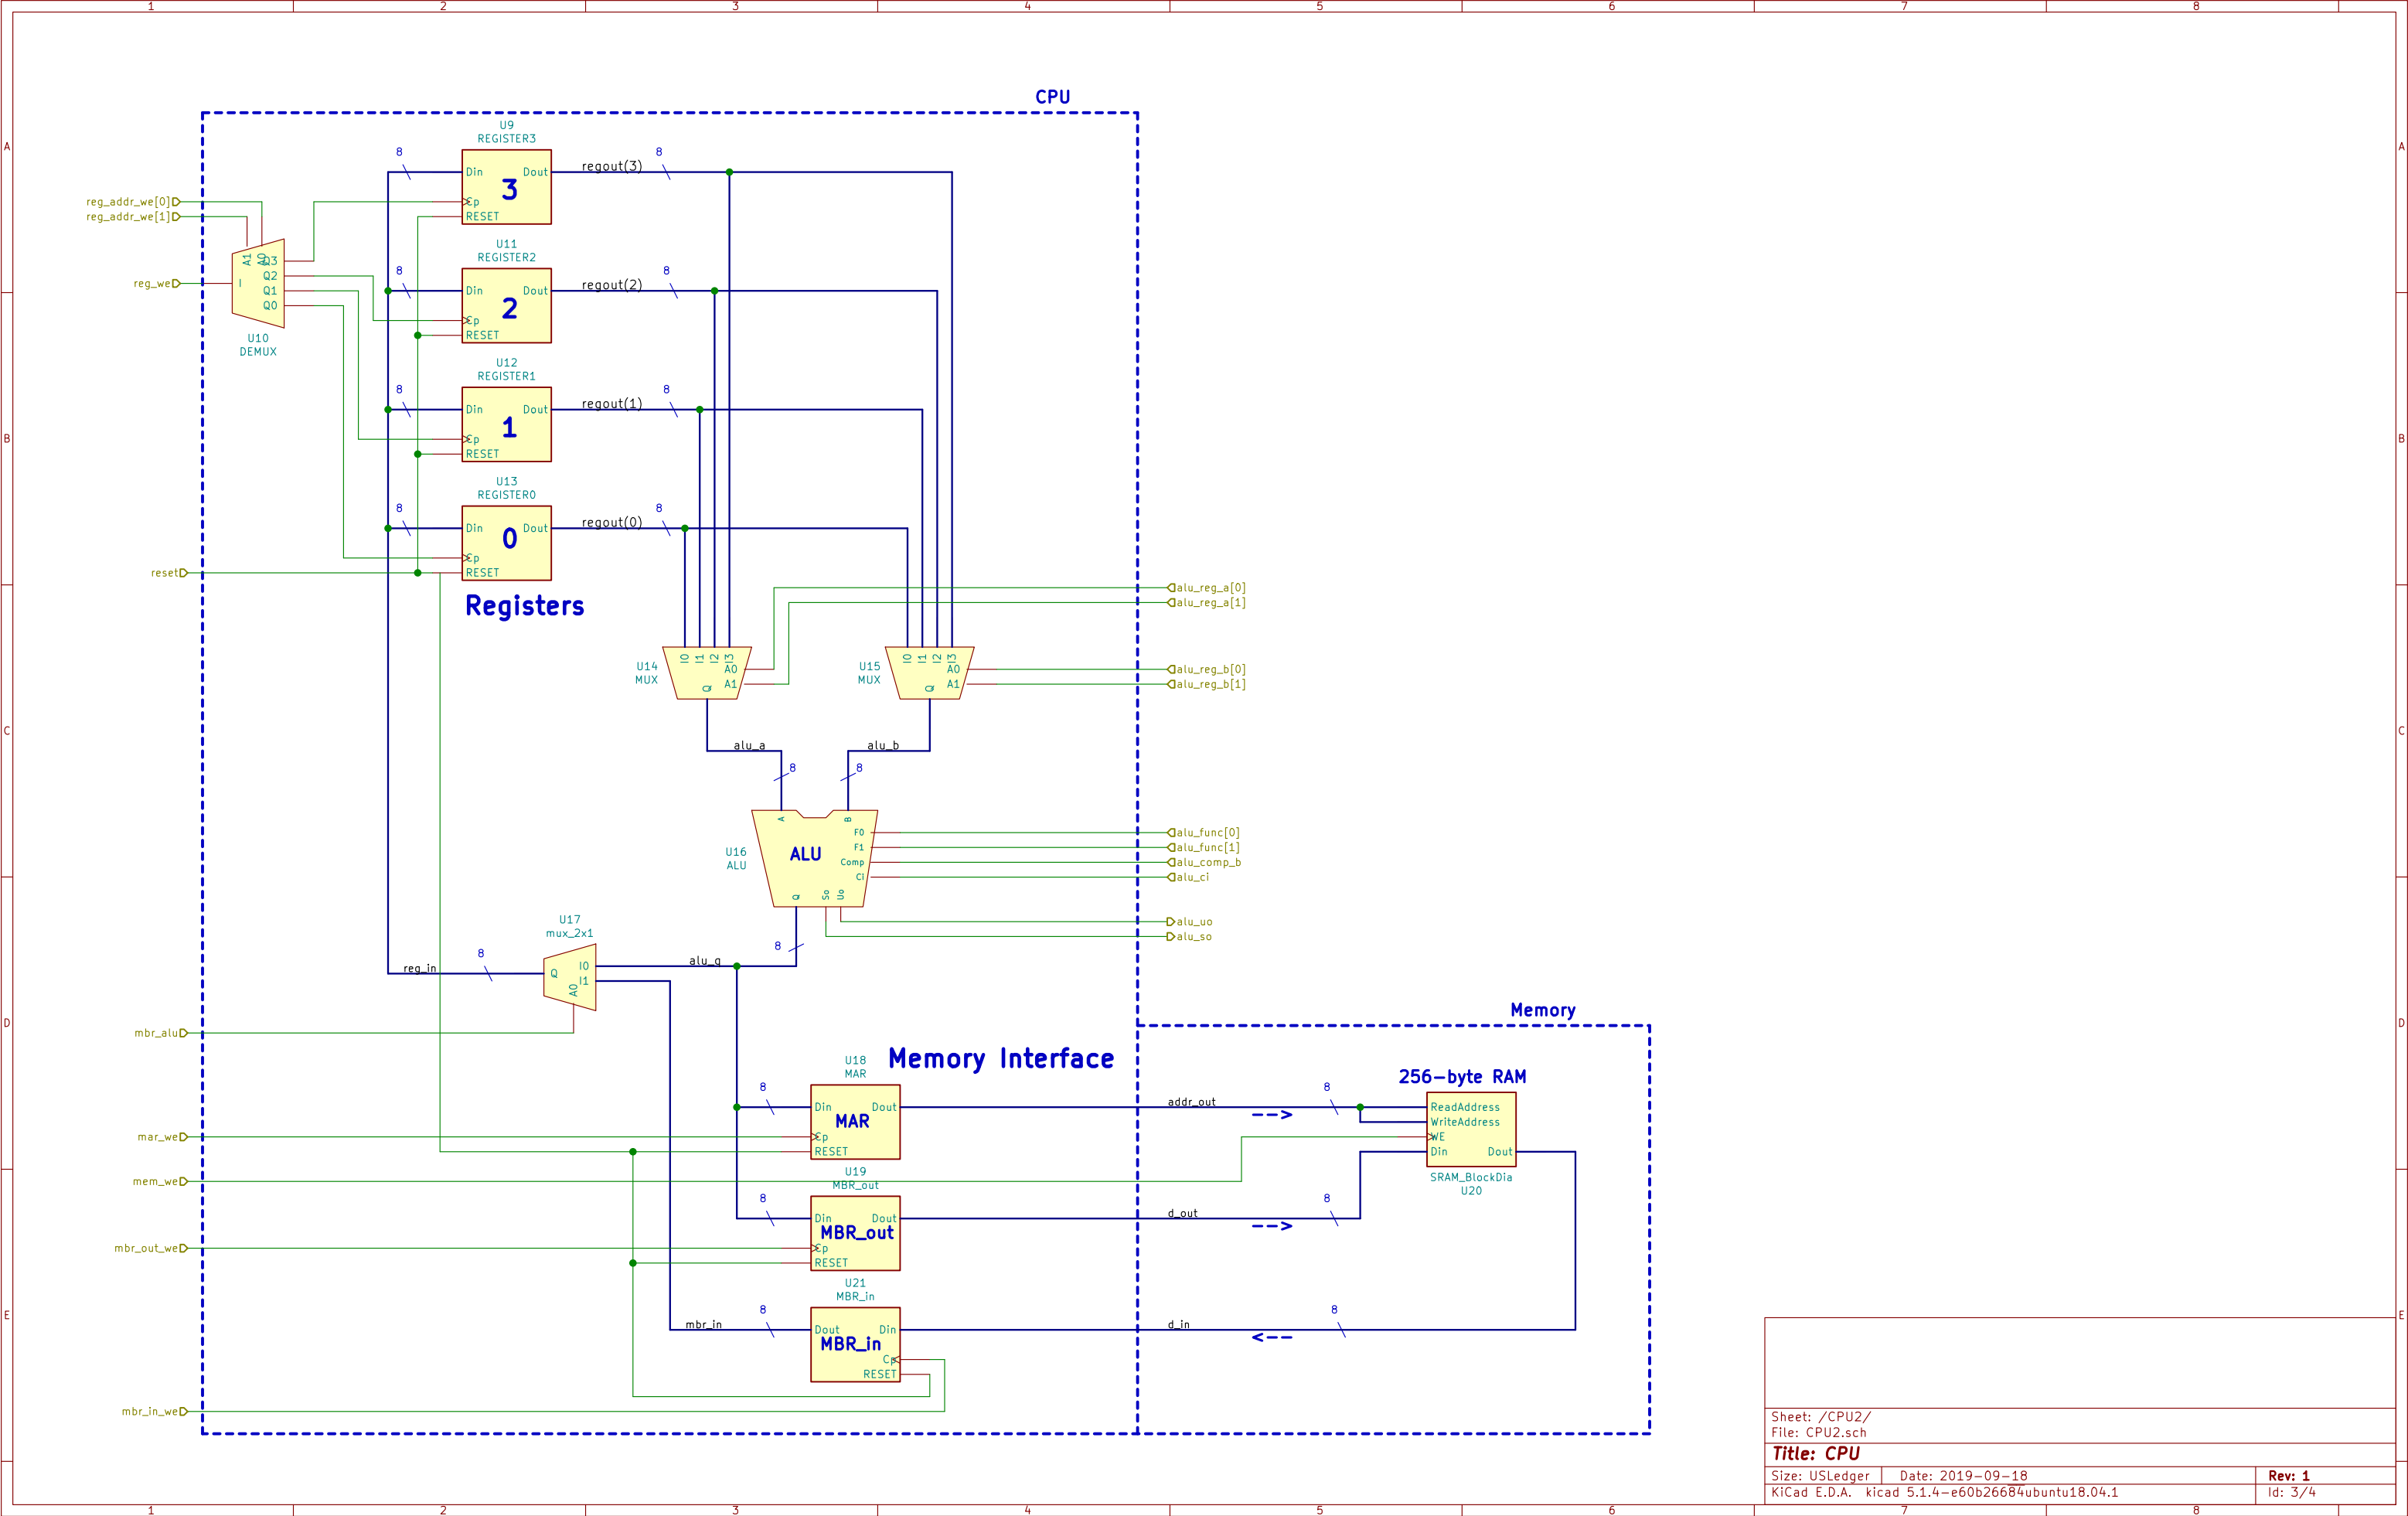 1 2 3 4 5 6 7 8
A A
B B
C C
D D
E E
CPU
U9
REGISTER3
8
Din Dout
3
Cp
RESET
regout(3)
8
reg_addr_we[0]
reg_addr_we[1]
A1 A0
Q3
Q2
I Q1
Q0
reg_we
U10
DEMUX
U11
REGISTER2
8
Din Dout
2
Cp
RESET
regout(2)
8
U12
REGISTER1
8
Din Dout
1
Cp
RESET
regout(1)
8
U13
REGISTER0
8
Din Dout
0
Cp
RESET
regout(0)
8
reset
Registers
alu_reg_a[0]
alu_reg_a[1]
U14
MUX
I0 I1 I2 I3
A0
Q A1
U15
MUX
I0 I1 I2 I3
A0
Q A1
alu_reg_b[0]
alu_reg_b[1]
alu_a
8
alu_b
8
U16
ALU
A B
F0
F1
ALU
Comp
CI
Q So Uo
alu_func[0]
alu_func[1]
alu_comp_b
alu_ci
alu_uo
alu_so
8
U17
mux_2x1
Q I0
I1
A0
reg_in
8
alu_q
mbr_alu
Memory
Memory Interface
U18
MAR
8
Din Dout
MAR
Cp
RESET
addr_out
-->
8
256-byte RAM
ReadAddress
WriteAddress
WE
Din Dout
SRAM_BlockDia
U20
mar_we
mem_we
U19
MBR_out
8
Din Dout
MBR_out
Cp
RESET
d_out
-->
8
mbr_out_we
U21
MBR_in
mbr_in
8
Dout Din
MBR_in
Cp
RESET
d_in
<--
8
mbr_in_we
Sheet: /CPU2/
File: CPU2.sch
Title: CPU
Size: USLedger Date: 2019-09-18 Rev: 1
KiCad E.D.A. kicad 5.1.4-e60b26684ubuntu18.04.1 Id: 3/4
1 2 3 4 5 6 7 8